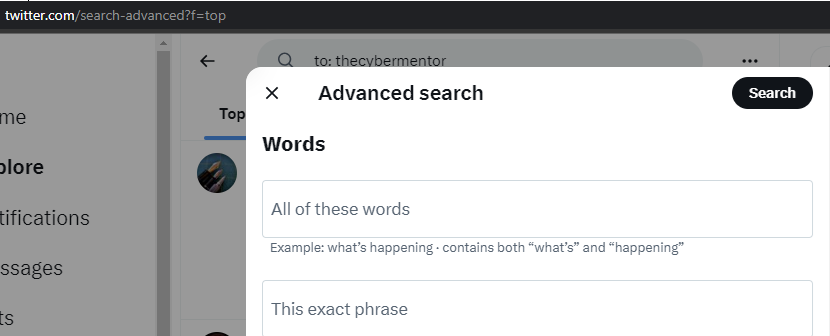 twitter.com/search-advanced?f=top
to: thecybermentor
Advanced search
Search
me
Top
Words
plore
All of these words
tifications
Example: what’s happening · contains both “what’s” and “happening”
ssages
This exact phrase
ts